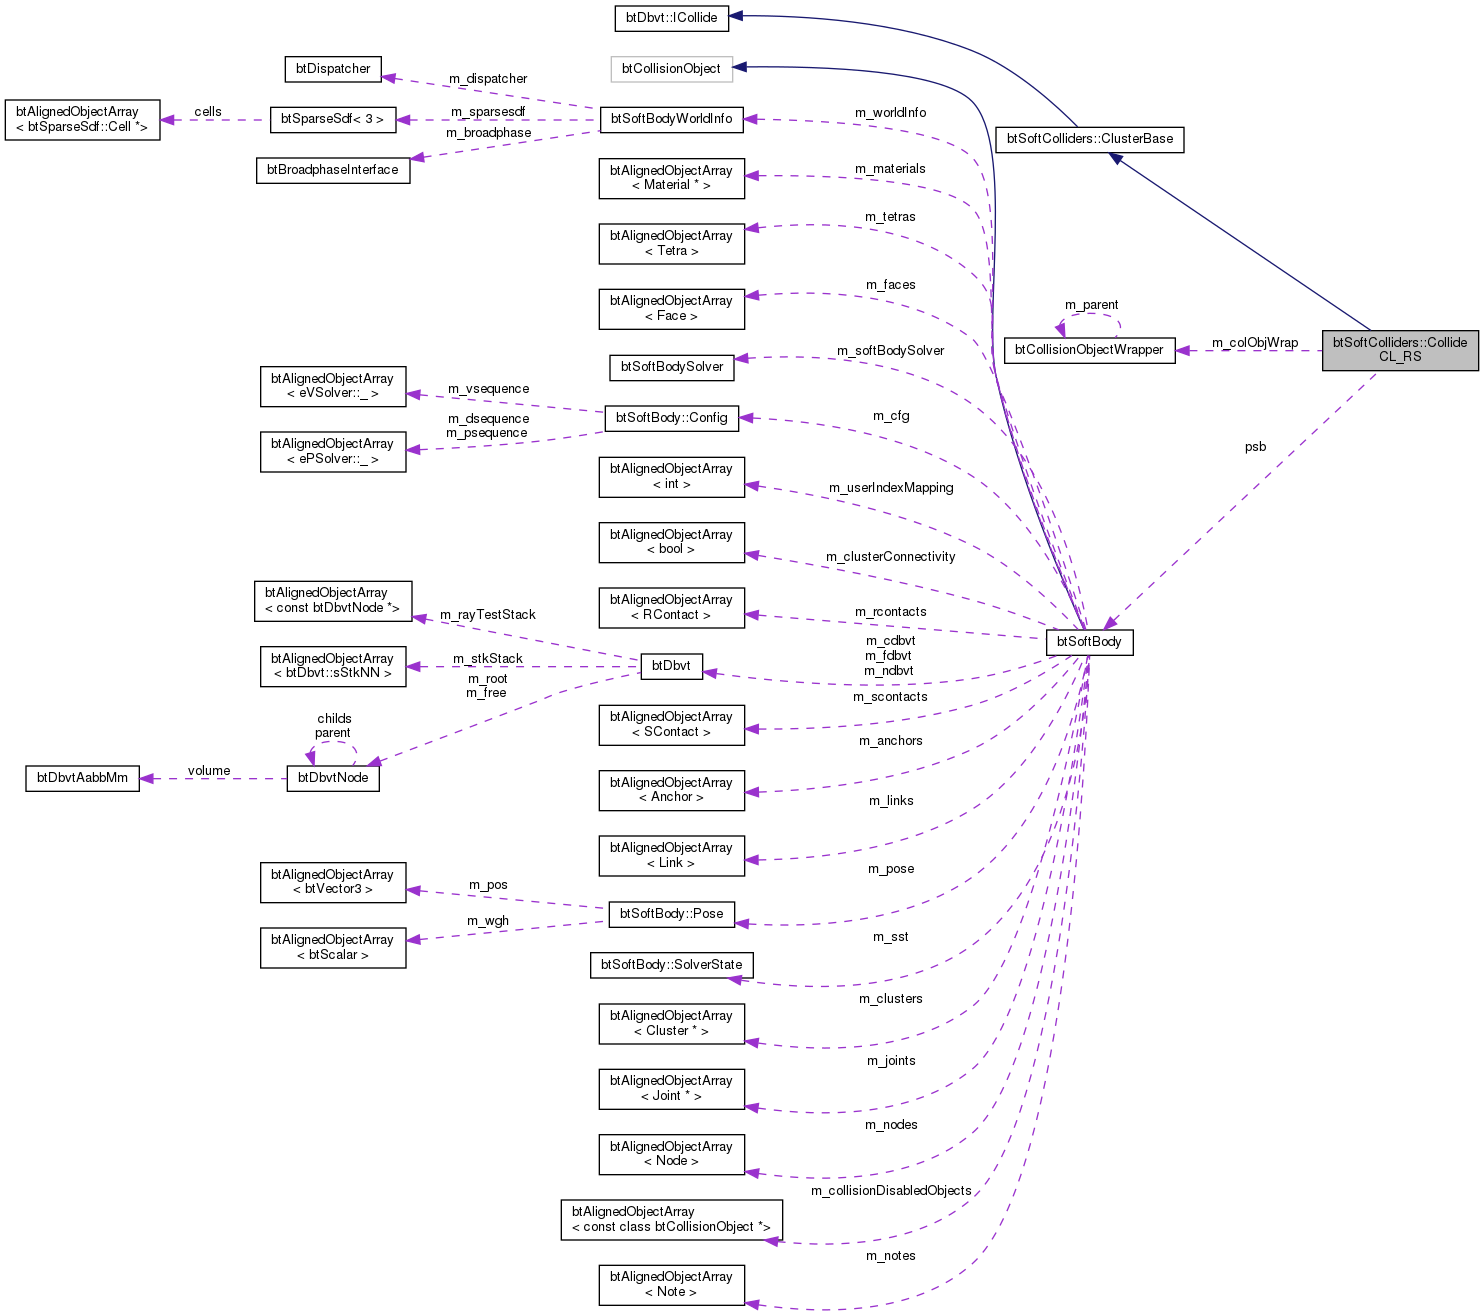 btDbvt::ICollide
btDispatcher
btCollisionObject
m_dispatcher
btAlignedObjectArray
< btSparseSdf::Cell *>
cells
btSparseSdf< 3 >
m_sparsesdf
btSoftBodyWorldInfo
m_worldInfo
m_broadphase
btSoftColliders::ClusterBase
btBroadphaseInterface
btAlignedObjectArray
< Material * >
m_materials
m_tetras
btAlignedObjectArray
< Tetra >
m_faces
btAlignedObjectArray
< Face >
m_parent
btCollisionObjectWrapper
m_colObjWrap
btSoftColliders::Collide
CL_RS
m_softBodySolver
btSoftBodySolver
btAlignedObjectArray
< eVSolver::_ >
m_vsequence
btSoftBody::Config
m_cfg
m_dsequence
m_psequence
btAlignedObjectArray
< ePSolver::_ >
psb
btAlignedObjectArray
< int >
m_userIndexMapping
btAlignedObjectArray
< bool >
m_clusterConnectivity
btAlignedObjectArray
< const btDbvtNode *>
m_rayTestStack
btAlignedObjectArray
< RContact >
m_rcontacts
btSoftBody
m_cdbvt
m_fdbvt
m_ndbvt
btAlignedObjectArray
< btDbvt::sStkNN >
m_stkStack
btDbvt
m_root
m_free
m_scontacts
btAlignedObjectArray
< SContact >
childs
parent
m_anchors
btDbvtAabbMm
volume
btDbvtNode
btAlignedObjectArray
< Anchor >
m_links
btAlignedObjectArray
< Link >
m_pose
btAlignedObjectArray
< btVector3 >
m_pos
btSoftBody::Pose
m_wgh
btAlignedObjectArray
< btScalar >
m_sst
btSoftBody::SolverState
m_clusters
btAlignedObjectArray
< Cluster * >
m_joints
btAlignedObjectArray
< Joint * >
m_nodes
btAlignedObjectArray
< Node >
m_collisionDisabledObjects
btAlignedObjectArray
< const class btCollisionObject *>
m_notes
btAlignedObjectArray
< Note >